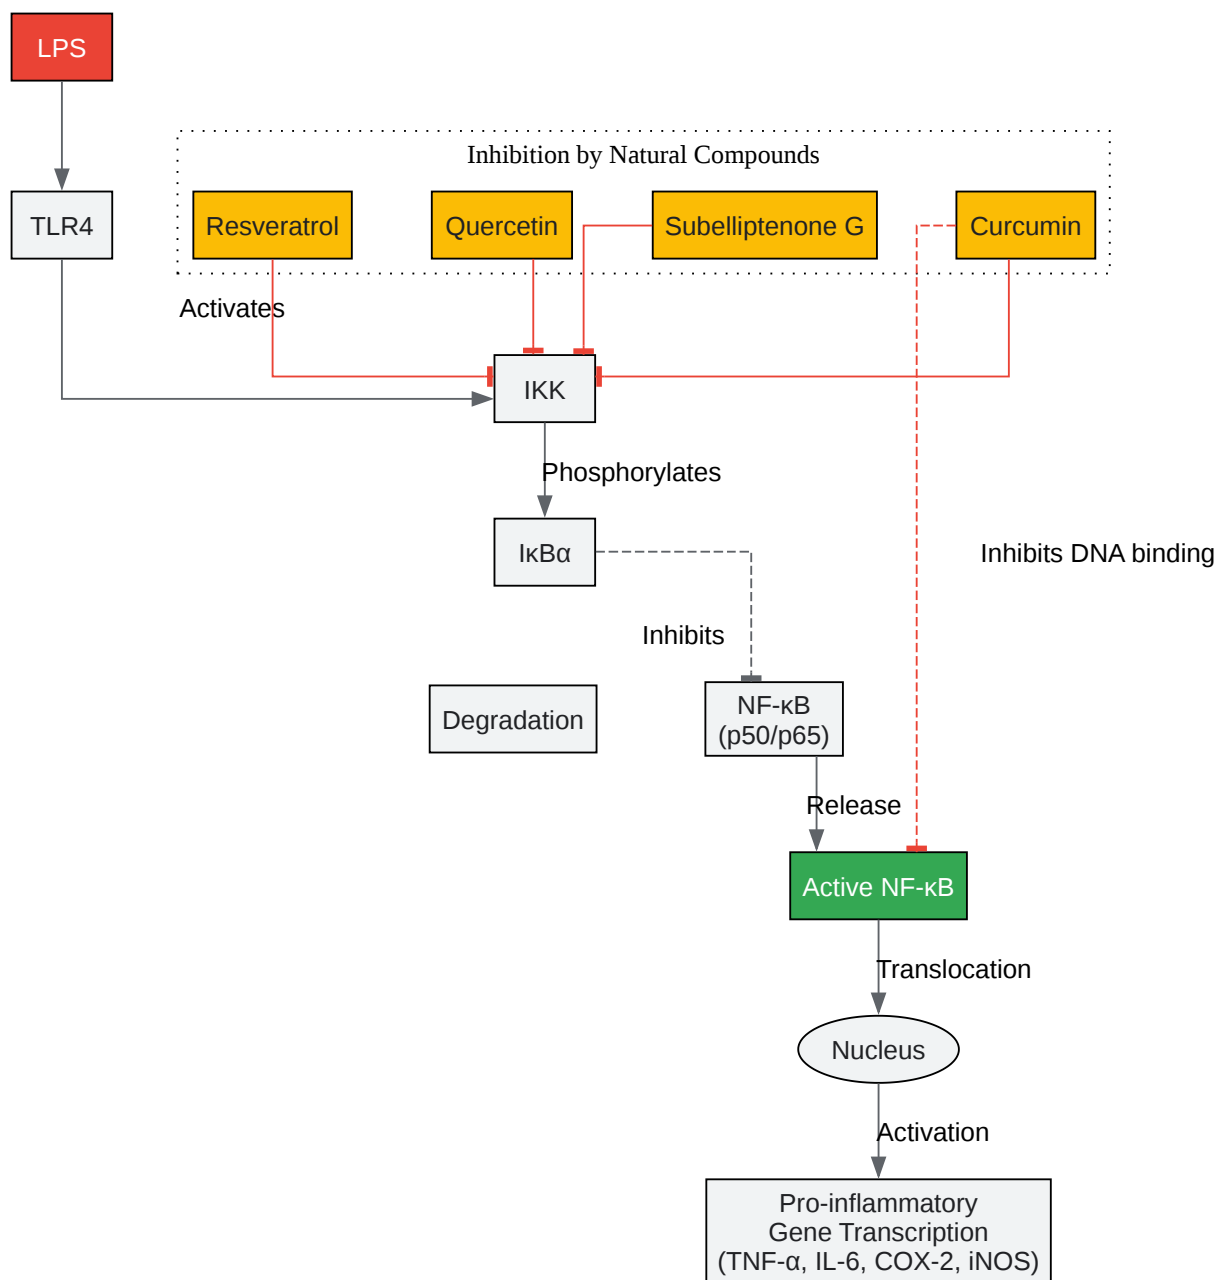 LPS
Inhibition by Natural Compounds
TLR4
Resveratrol
Quercetin
Subelliptenone G
Curcumin
Activates
IKK
Phosphorylates
IκBα
Inhibits DNA binding
Inhibits
Degradation
NF-κB
(p50/p65)
Release
Active NF-κB
Translocation
Nucleus
Activation
Pro-inflammatory
Gene Transcription
(TNF-α, IL-6, COX-2, iNOS)